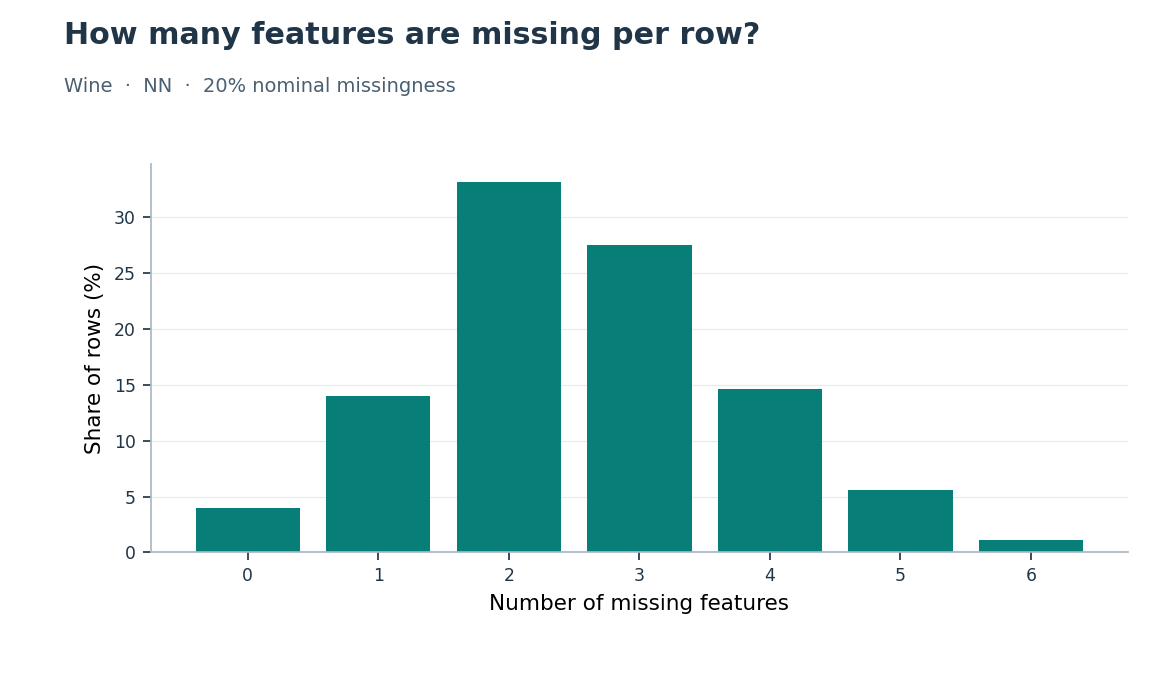 How many features are missing per row?
Wine · NN · 20% nominal missingness
Share of rows (%)
30
25
20
15
10
5
0
0 1 2 3 4 5 6
Number of missing features